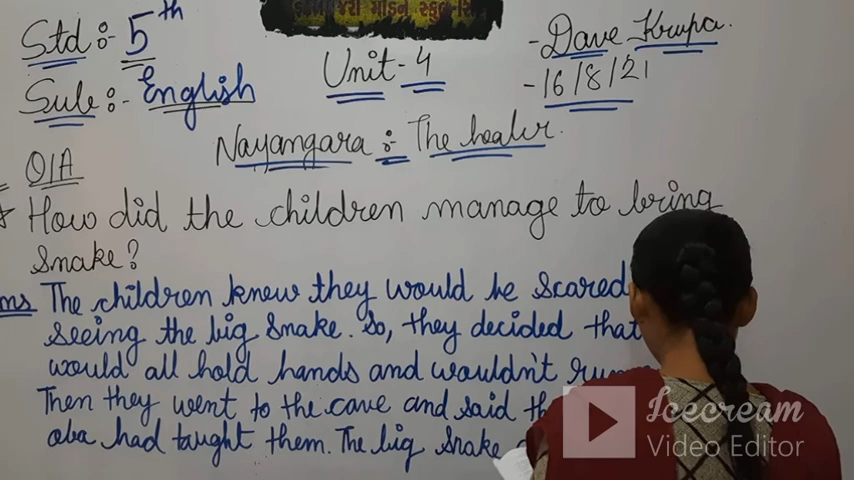 Std :- 5th
Sub :- English
Unit - 4
- Dave Krupa.
- 16/8/21
Nayangara :- The healer.
Q/A
How did the children manage to bring
snake?
Ans The children knew they would be scared
seeing the big snake. So, they decided that
would all hold hands and wouldn't run
Then they went to the cave and said
aba had taught them. The big snake
Icecream
Video Editor